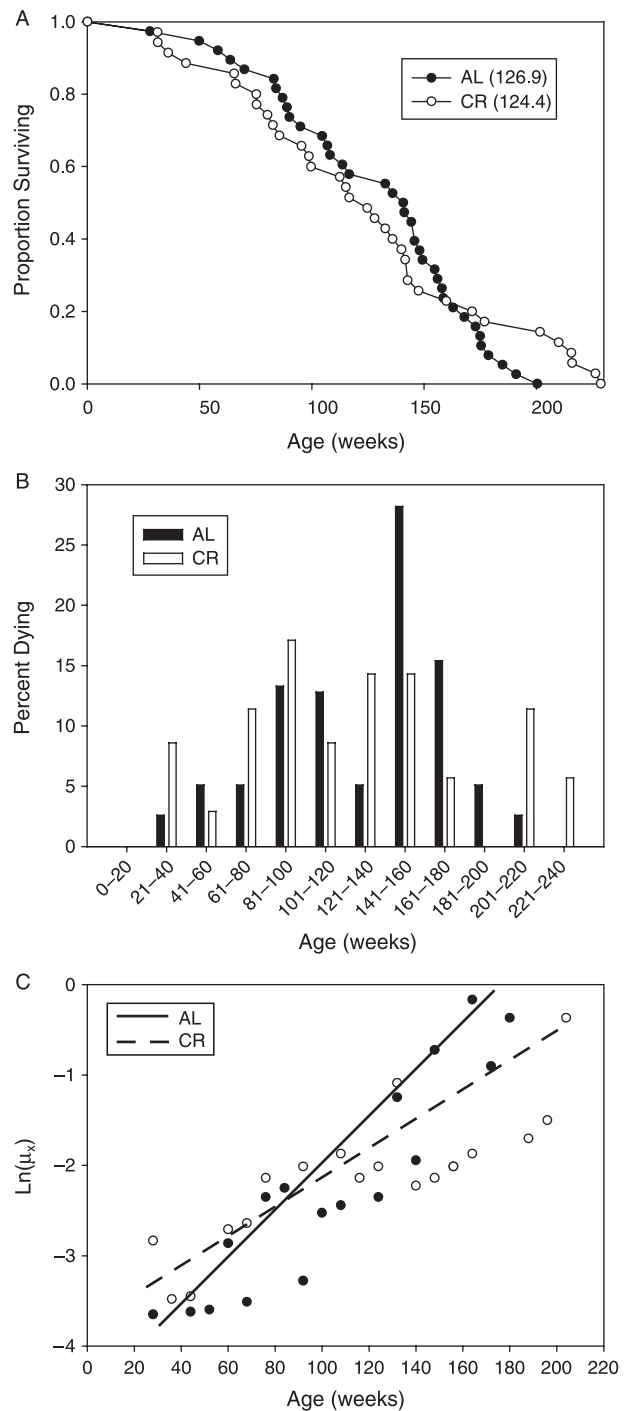 A
1.0
0.8
0.6
0.4
0.2
0.0
Proportion Surviving
AL (126.9)
CR (124.4)
0 50 100 150 200
Age (weeks)
B
30
25
20
15
10
5
0
Percent Dying
AL
CR
0–20 21–40 41–60 61–80 81–100 101–120 121–140 141–160 161–180 181–200 201–220 221–240
Age (weeks)
C
0
–1
–2
–3
–4
Ln(μₓ)
AL
CR
0 20 40 60 80 100 120 140 160 180 200 220
Age (weeks)